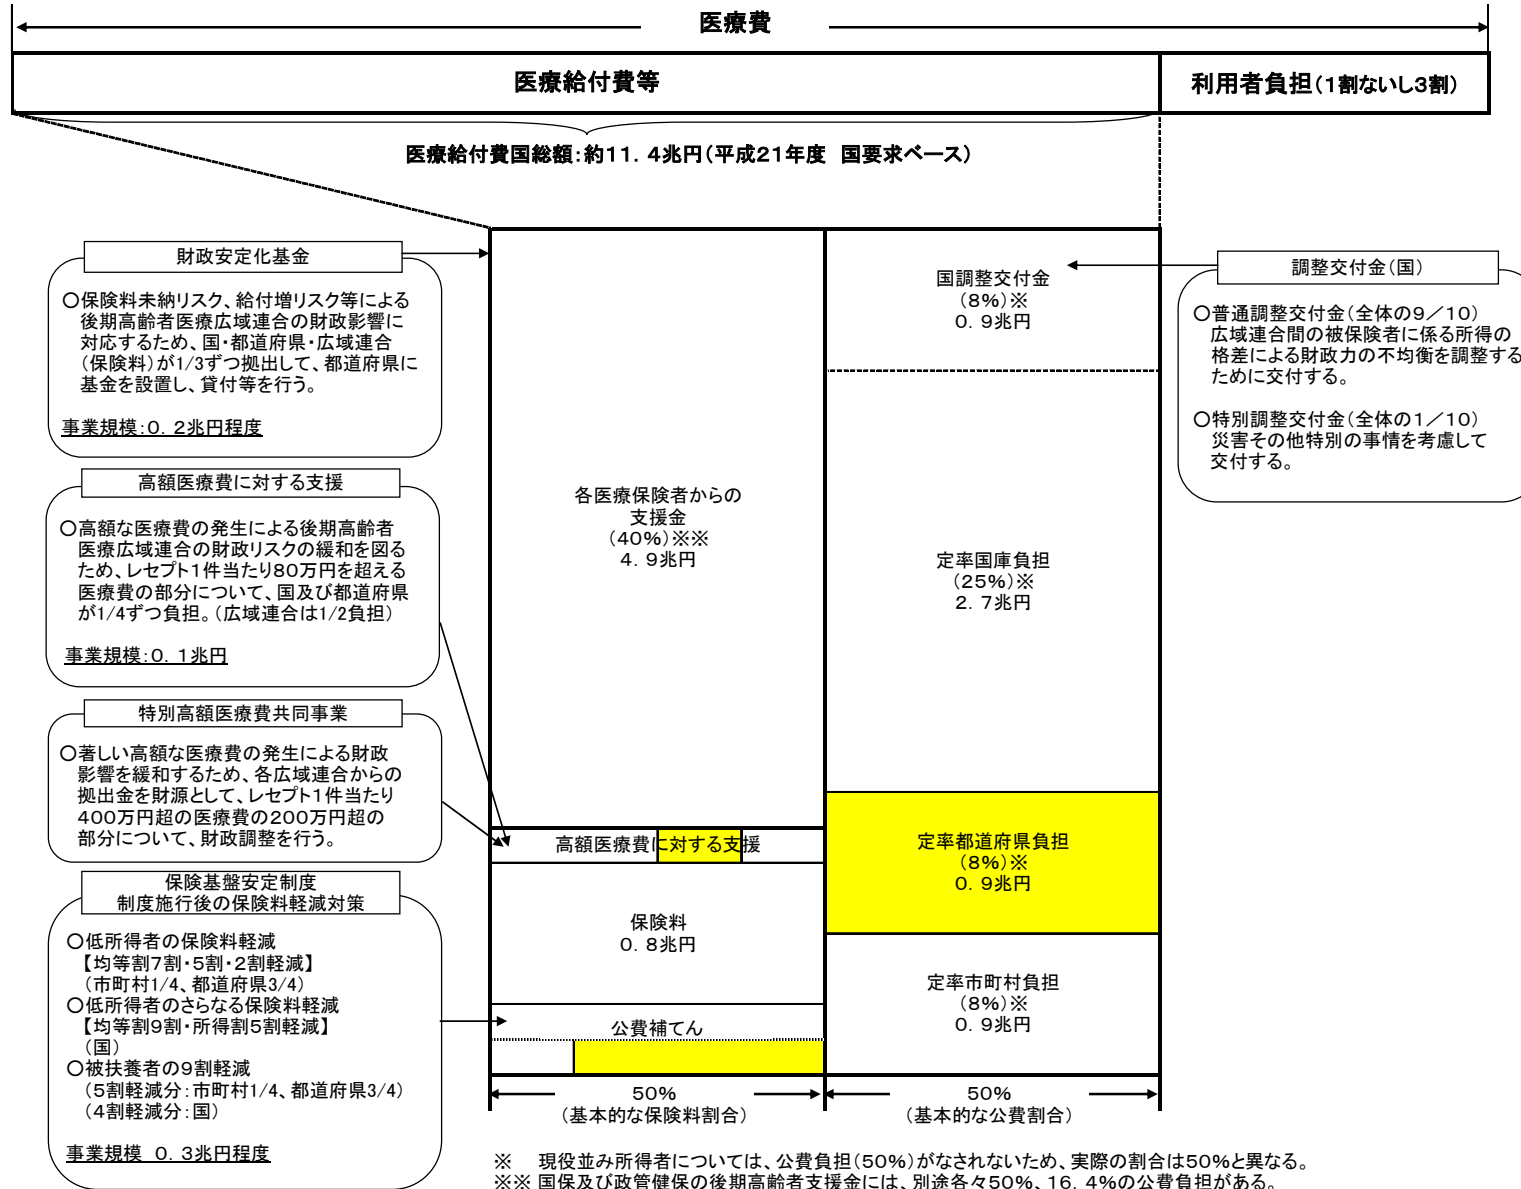 医療費
医療給付費等
利用者負担(1割ないし3割)
医療給付費国総額:約11.4兆円(平成21年度 国要求ベース)
財政安定化基金
○保険料未納リスク、給付増リスク等による
後期高齢者医療広域連合の財政影響に
対応するため、国・都道府県・広域連合
(保険料)が1/3ずつ拠出して、都道府県に
基金を設置し、貸付等を行う。
事業規模:0.2兆円程度
高額医療費に対する支援
○高額な医療費の発生による後期高齢者
医療広域連合の財政リスクの緩和を図る
ため、レセプト1件当たり80万円を超える
医療費の部分について、国及び都道府県
が1/4ずつ負担。(広域連合は1/2負担)
事業規模:0.1兆円
特別高額医療費共同事業
○著しい高額な医療費の発生による財政
影響を緩和するため、各広域連合からの
拠出金を財源として、レセプト1件当たり
400万円超の医療費の200万円超の
部分について、財政調整を行う。
保険基盤安定制度
制度施行後の保険料軽減対策
○低所得者の保険料軽減
【均等割7割・5割・2割軽減】
(市町村1/4、都道府県3/4)
○低所得者のさらなる保険料軽減
【均等割9割・所得割5割軽減】
(国)
○被扶養者の9割軽減
(5割軽減分:市町村1/4、都道府県3/4)
(4割軽減分:国)
事業規模 0.3兆円程度
各医療保険者からの
支援金
(40%)※※
4.9兆円
高額医療費に対する支援
保険料
0.8兆円
公費補てん
50%
(基本的な保険料割合)
国調整交付金
(8%)※
0.9兆円
定率国庫負担
(25%)※
2.7兆円
定率都道府県負担
(8%)※
0.9兆円
定率市町村負担
(8%)※
0.9兆円
50%
(基本的な公費割合)
調整交付金(国)
○普通調整交付金(全体の9/10)
広域連合間の被保険者に係る所得の
格差による財政力の不均衡を調整する
ために交付する。
○特別調整交付金(全体の1/10)
災害その他特別の事情を考慮して
交付する。
※ 現役並み所得者については、公費負担(50%)がなされないため、実際の割合は50%と異なる。
※※ 国保及び政管健保の後期高齢者支援金には、別途各々50%、16.4%の公費負担がある。